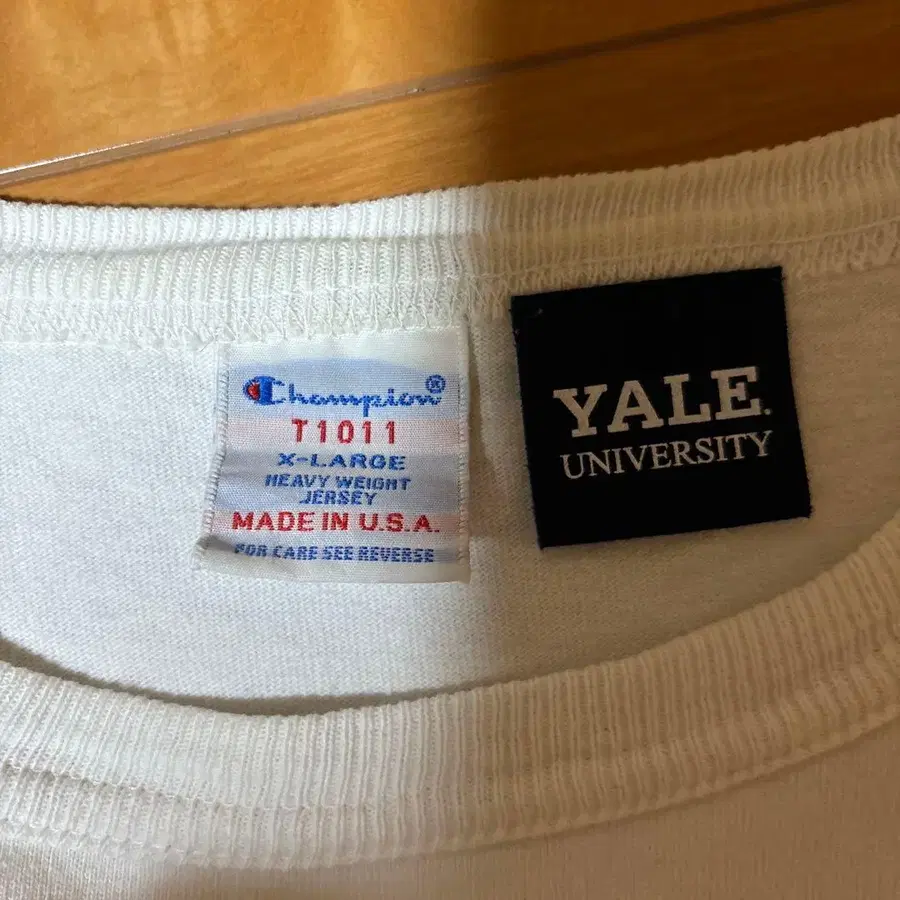 Champion®
T1011
X-LARGE
HEAVY WEIGHT
JERSEY
MADE IN U.S.A.
FOR CARE SEE REVERSE
YALE.
UNIVERSITY